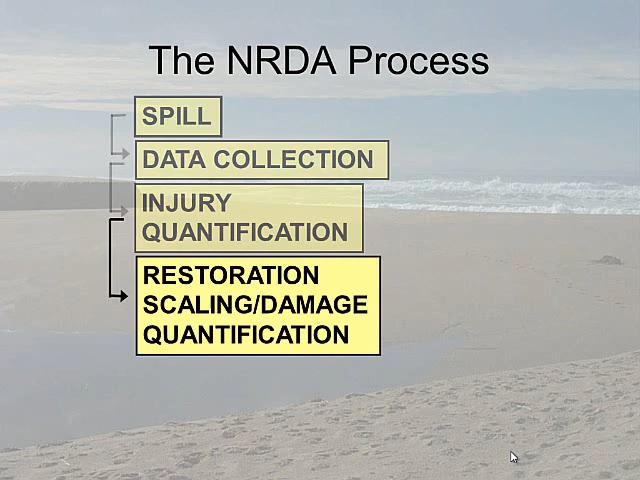 The NRDA Process
SPILL
DATA COLLECTION
INJURY
QUANTIFICATION
RESTORATION
SCALING/DAMAGE
QUANTIFICATION